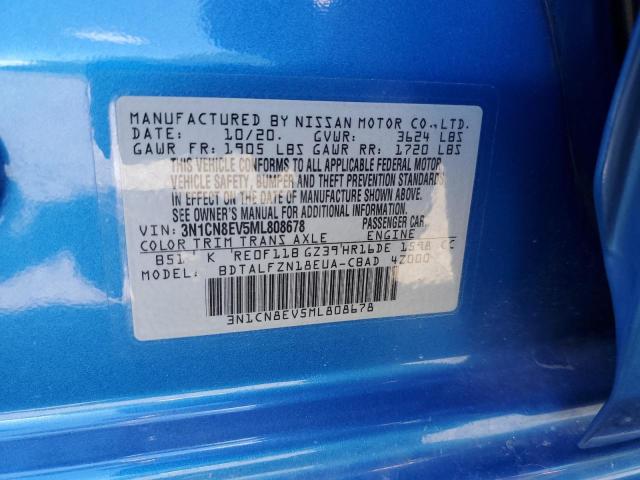 MANUFACTURED BY NISSAN MOTOR CO.,LTD.
DATE: 10/20. GVWR: 3624 LBS
GAWR FR: 1905 LBS GAWR RR: 1720 LBS
THIS VEHICLE CONFORMS TO ALL APPLICABLE FEDERAL MOTOR
VEHICLE SAFETY, BUMPER AND THEFT PREVENTION STANDARDS
IN EFFECT ON THE DATE OF MANUFACTURE SHOWN ABOVE.
SEE OWNER'S MANUAL FOR ADDITIONAL INFORMATION.
VIN: 3N1CN8EV5ML808678 PASSENGER CAR
COLOR TRIM TRANS AXLE ENGINE
B51 K RE0F11B GZ39 HR16DE 1598 CC
MODEL: BDTALFZN18EUA-CBAD 4Z000
3N1CN8EV5ML808678